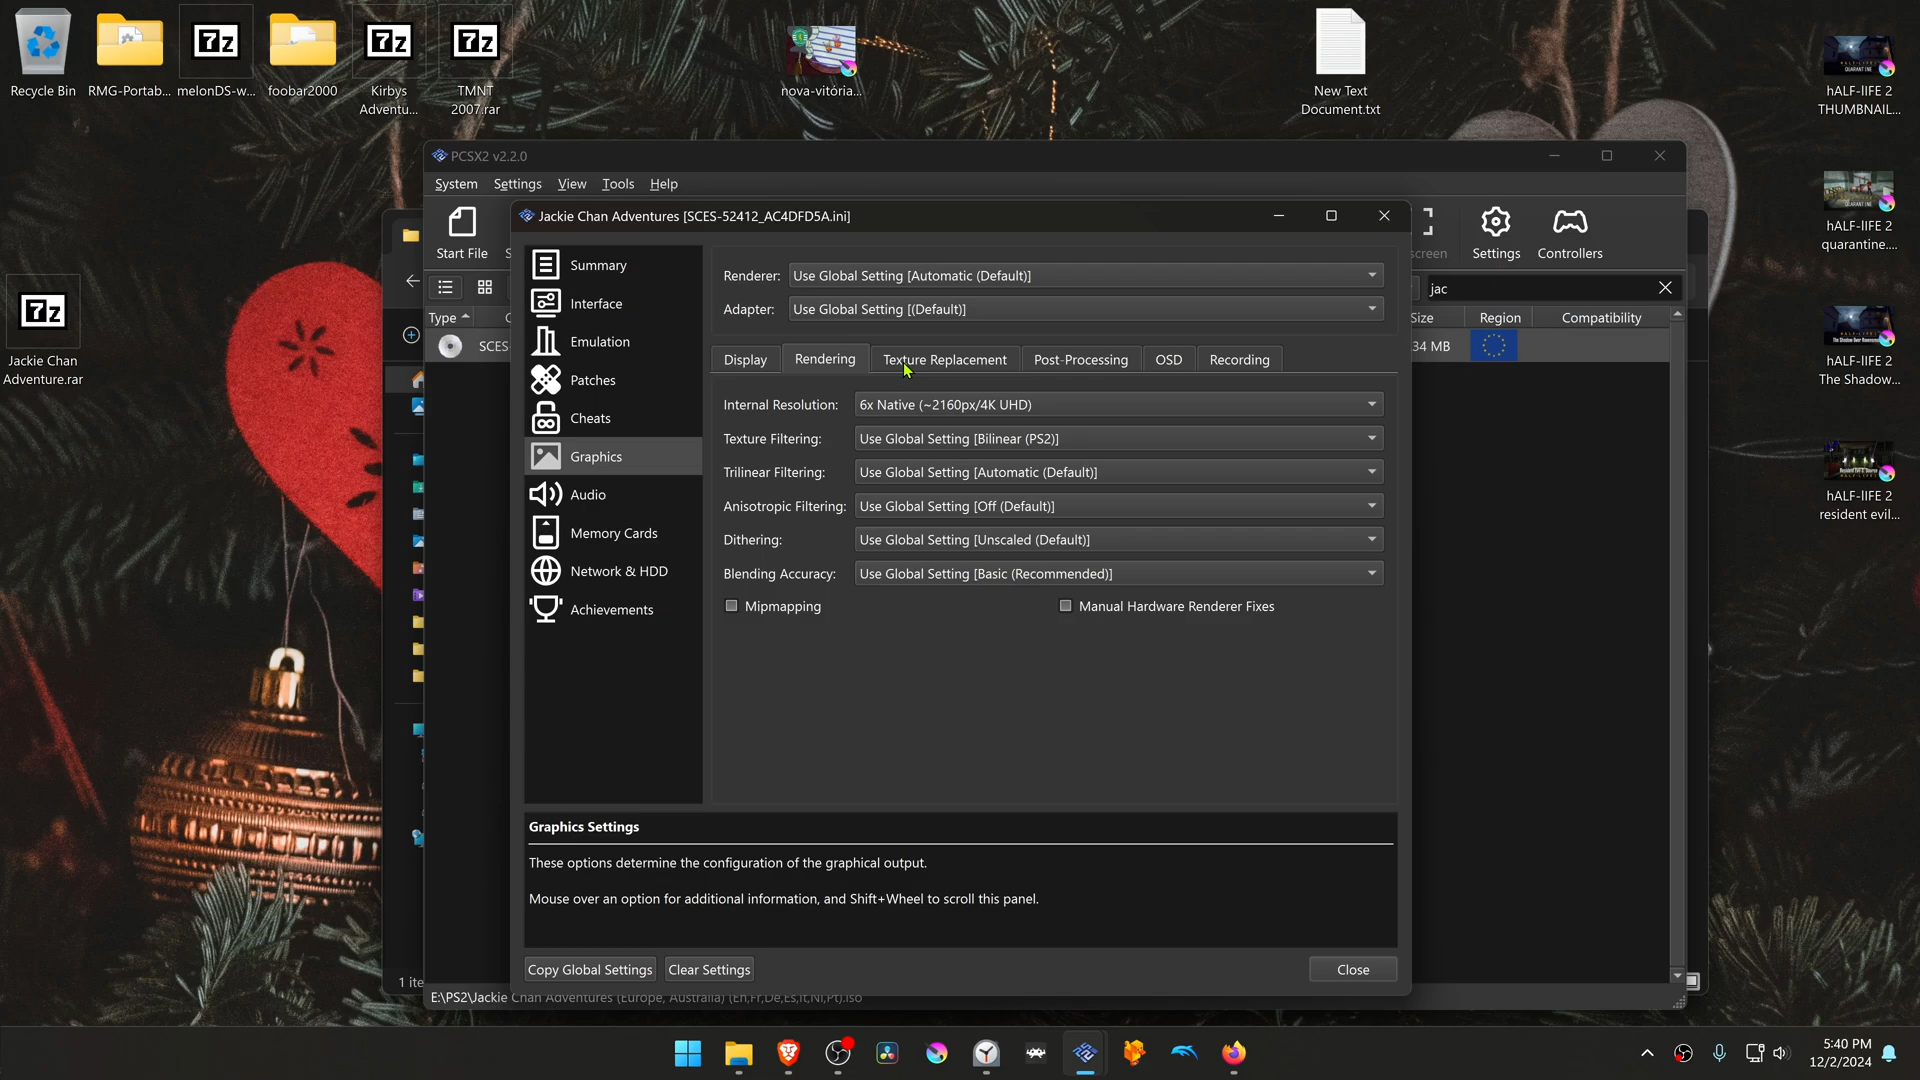 Recycle Bin
RMG-Portab...
melonDS-w...
foobar2000
Kirbys
Adventu...
TMNT
2007.rar
nova-vitória...
New Text
Document.txt
hALF-lIFE 2
THUMBNAIL...
hALF-lIFE 2
quarantine....
hALF-lIFE 2
The Shadow...
hALF-lIFE 2
resident evil...
Jackie Chan
Adventure.rar
PCSX2 v2.2.0
System Settings View Tools Help
Start File
S
creen
Settings
Controllers
jac
Type
C
Size
Region
Compatibility
SCES-
34 MB
Jackie Chan Adventures [SCES-52412_AC4DFD5A.ini]
Summary
Interface
Emulation
Patches
Cheats
Graphics
Audio
Memory Cards
Network & HDD
Achievements
Renderer: Use Global Setting [Automatic (Default)]
Adapter: Use Global Setting [(Default)]
Display Rendering Texture Replacement Post-Processing OSD Recording
Internal Resolution: 6x Native (~2160px/4K UHD)
Texture Filtering: Use Global Setting [Bilinear (PS2)]
Trilinear Filtering: Use Global Setting [Automatic (Default)]
Anisotropic Filtering: Use Global Setting [Off (Default)]
Dithering: Use Global Setting [Unscaled (Default)]
Blending Accuracy: Use Global Setting [Basic (Recommended)]
Mipmapping Manual Hardware Renderer Fixes
Graphics Settings
These options determine the configuration of the graphical output.
Mouse over an option for additional information, and Shift+Wheel to scroll this panel.
Copy Global Settings Clear Settings Close
1 ite
E:\PS2\Jackie Chan Adventures (Europe, Australia) (En,Fr,De,Es,It,Nl,Pt).iso
5:40 PM
12/2/2024